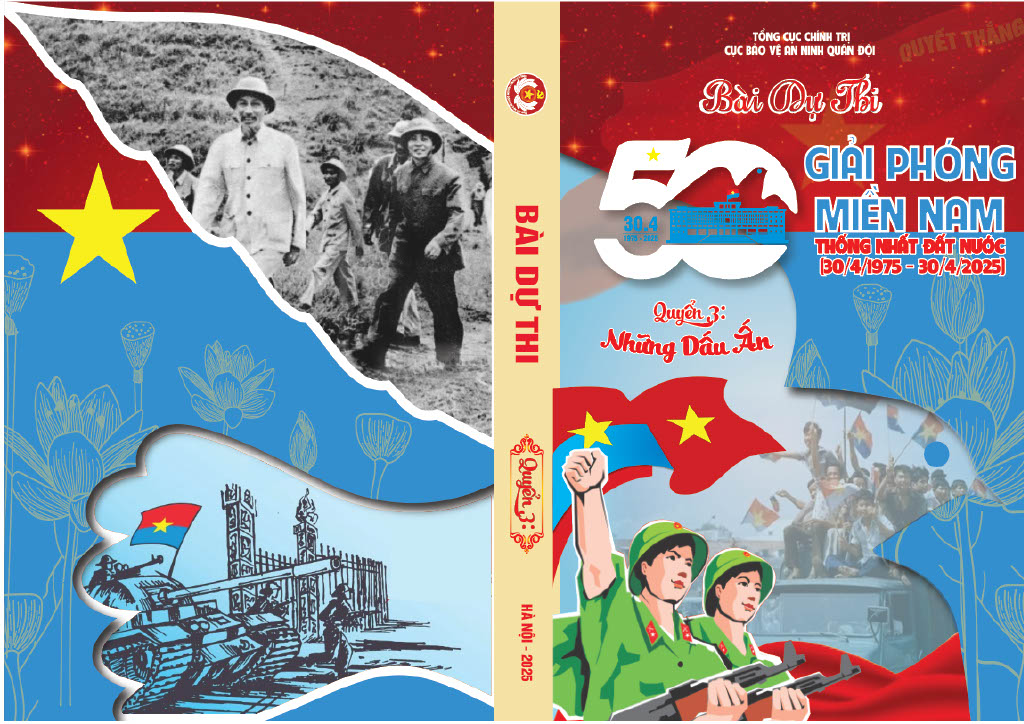 TỔNG CỤC CHÍNH TRỊ
CỤC BẢO VỆ AN NINH QUÂN ĐỘI
QUYẾT THẮNG
Bài Dự Thi
50
30.4
1975 - 2025
GIẢI PHÓNG
MIỀN NAM
THỐNG NHẤT ĐẤT NƯỚC
(30/4/1975 - 30/4/2025)
Quyển 3:
Những Dấu Ấn
BÀI DỰ THI
Quyển 3:
HÀ NỘI - 2025